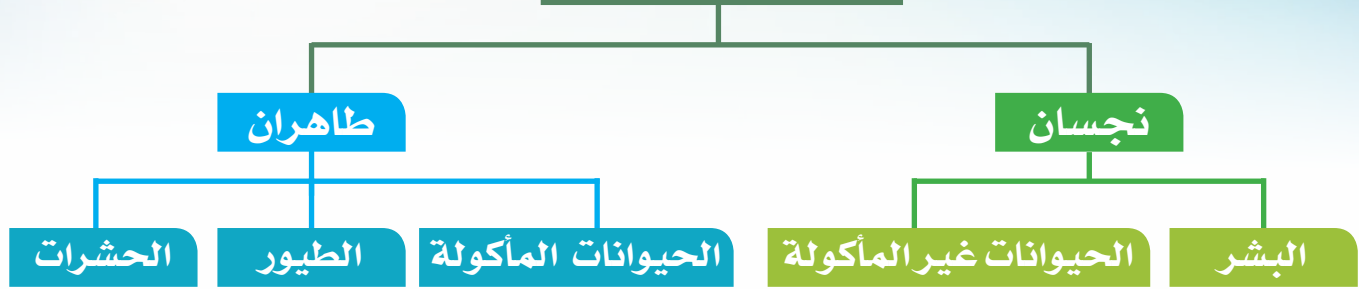 نجسان
طاهران
البشر
الحيوانات غير المأكولة
الحيوانات المأكولة
الطيور
الحشرات